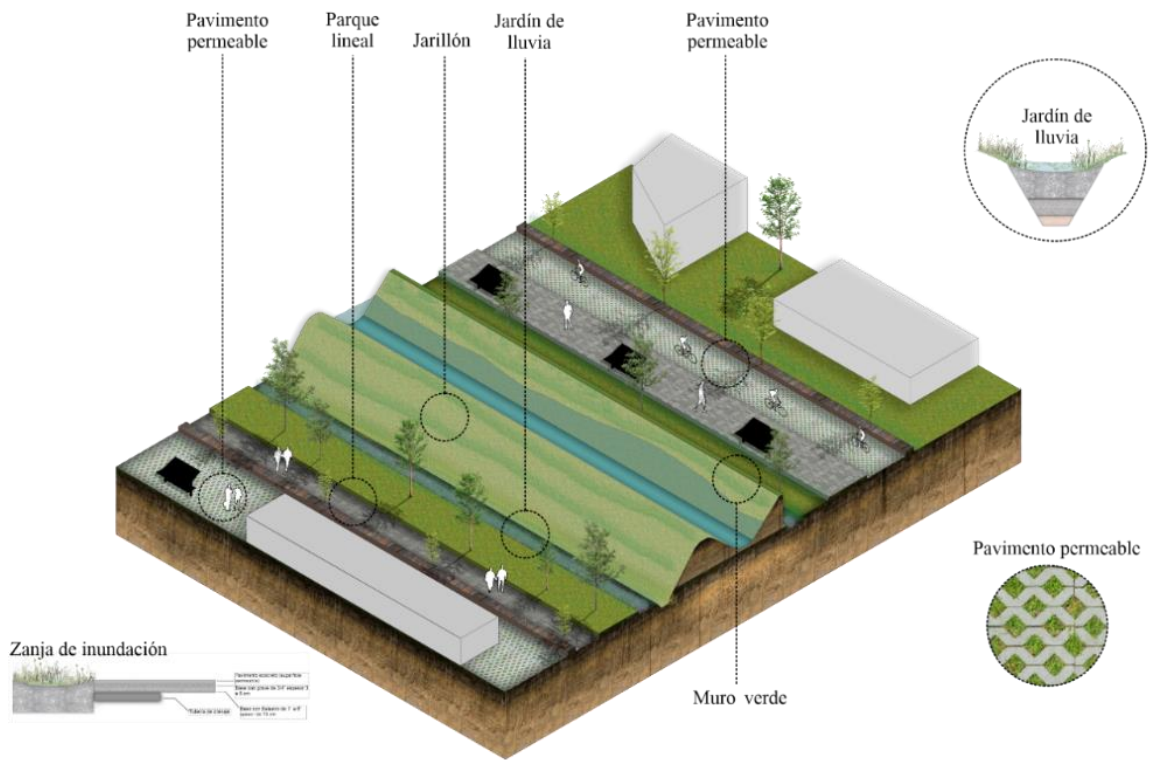 Pavimento
permeable
Parque
lineal
Jarillón
Jardín de
lluvia
Pavimento
permeable
Jardín de
lluvia
Pavimento permeable
Zanja de inundación
Muro verde